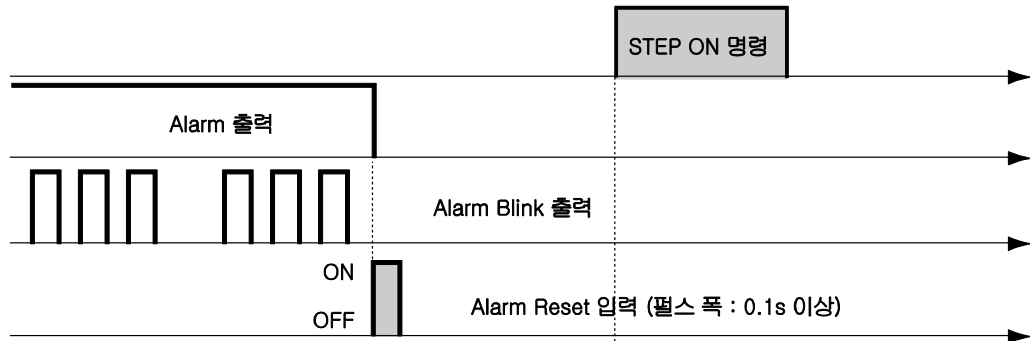 STEP ON 명령
Alarm 출력
Alarm Blink 출력
ON
OFF
Alarm Reset 입력 (펄스 폭 : 0.1s 이상)